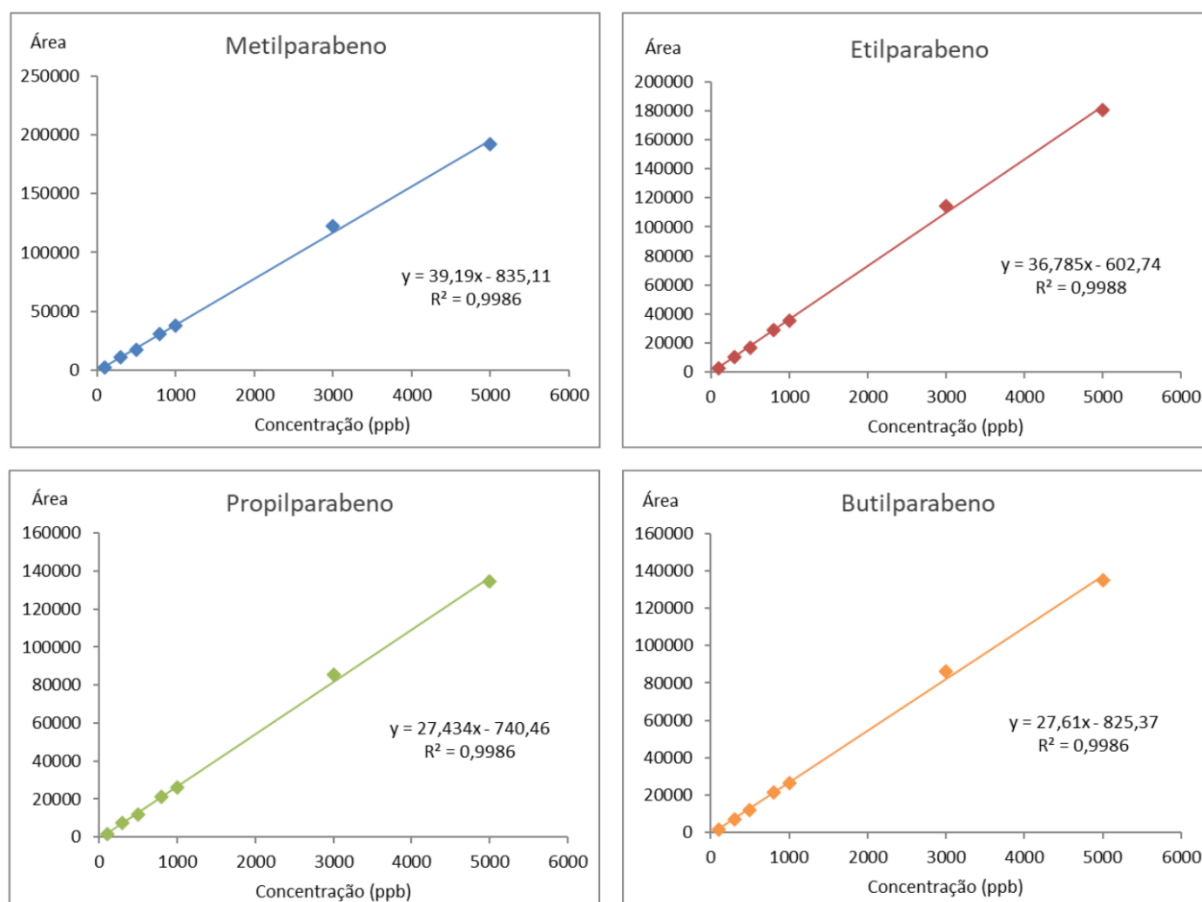 Metilparabeno
Área
250000
200000
150000
100000
50000
0
y = 39,19x - 835,11
R² = 0,9986
0 1000 2000 3000 4000 5000 6000
Concentração (ppb)
Etilparabeno
Área
200000
180000
160000
140000
120000
100000
80000
60000
40000
20000
0
y = 36,785x - 602,74
R² = 0,9988
0 1000 2000 3000 4000 5000 6000
Concentração (ppb)
Propilparabeno
Área
160000
140000
120000
100000
80000
60000
40000
20000
0
y = 27,434x - 740,46
R² = 0,9986
0 1000 2000 3000 4000 5000 6000
Concentração (ppb)
Butilparabeno
Área
160000
140000
120000
100000
80000
60000
40000
20000
0
y = 27,61x - 825,37
R² = 0,9986
0 1000 2000 3000 4000 5000 6000
Concentração (ppb)